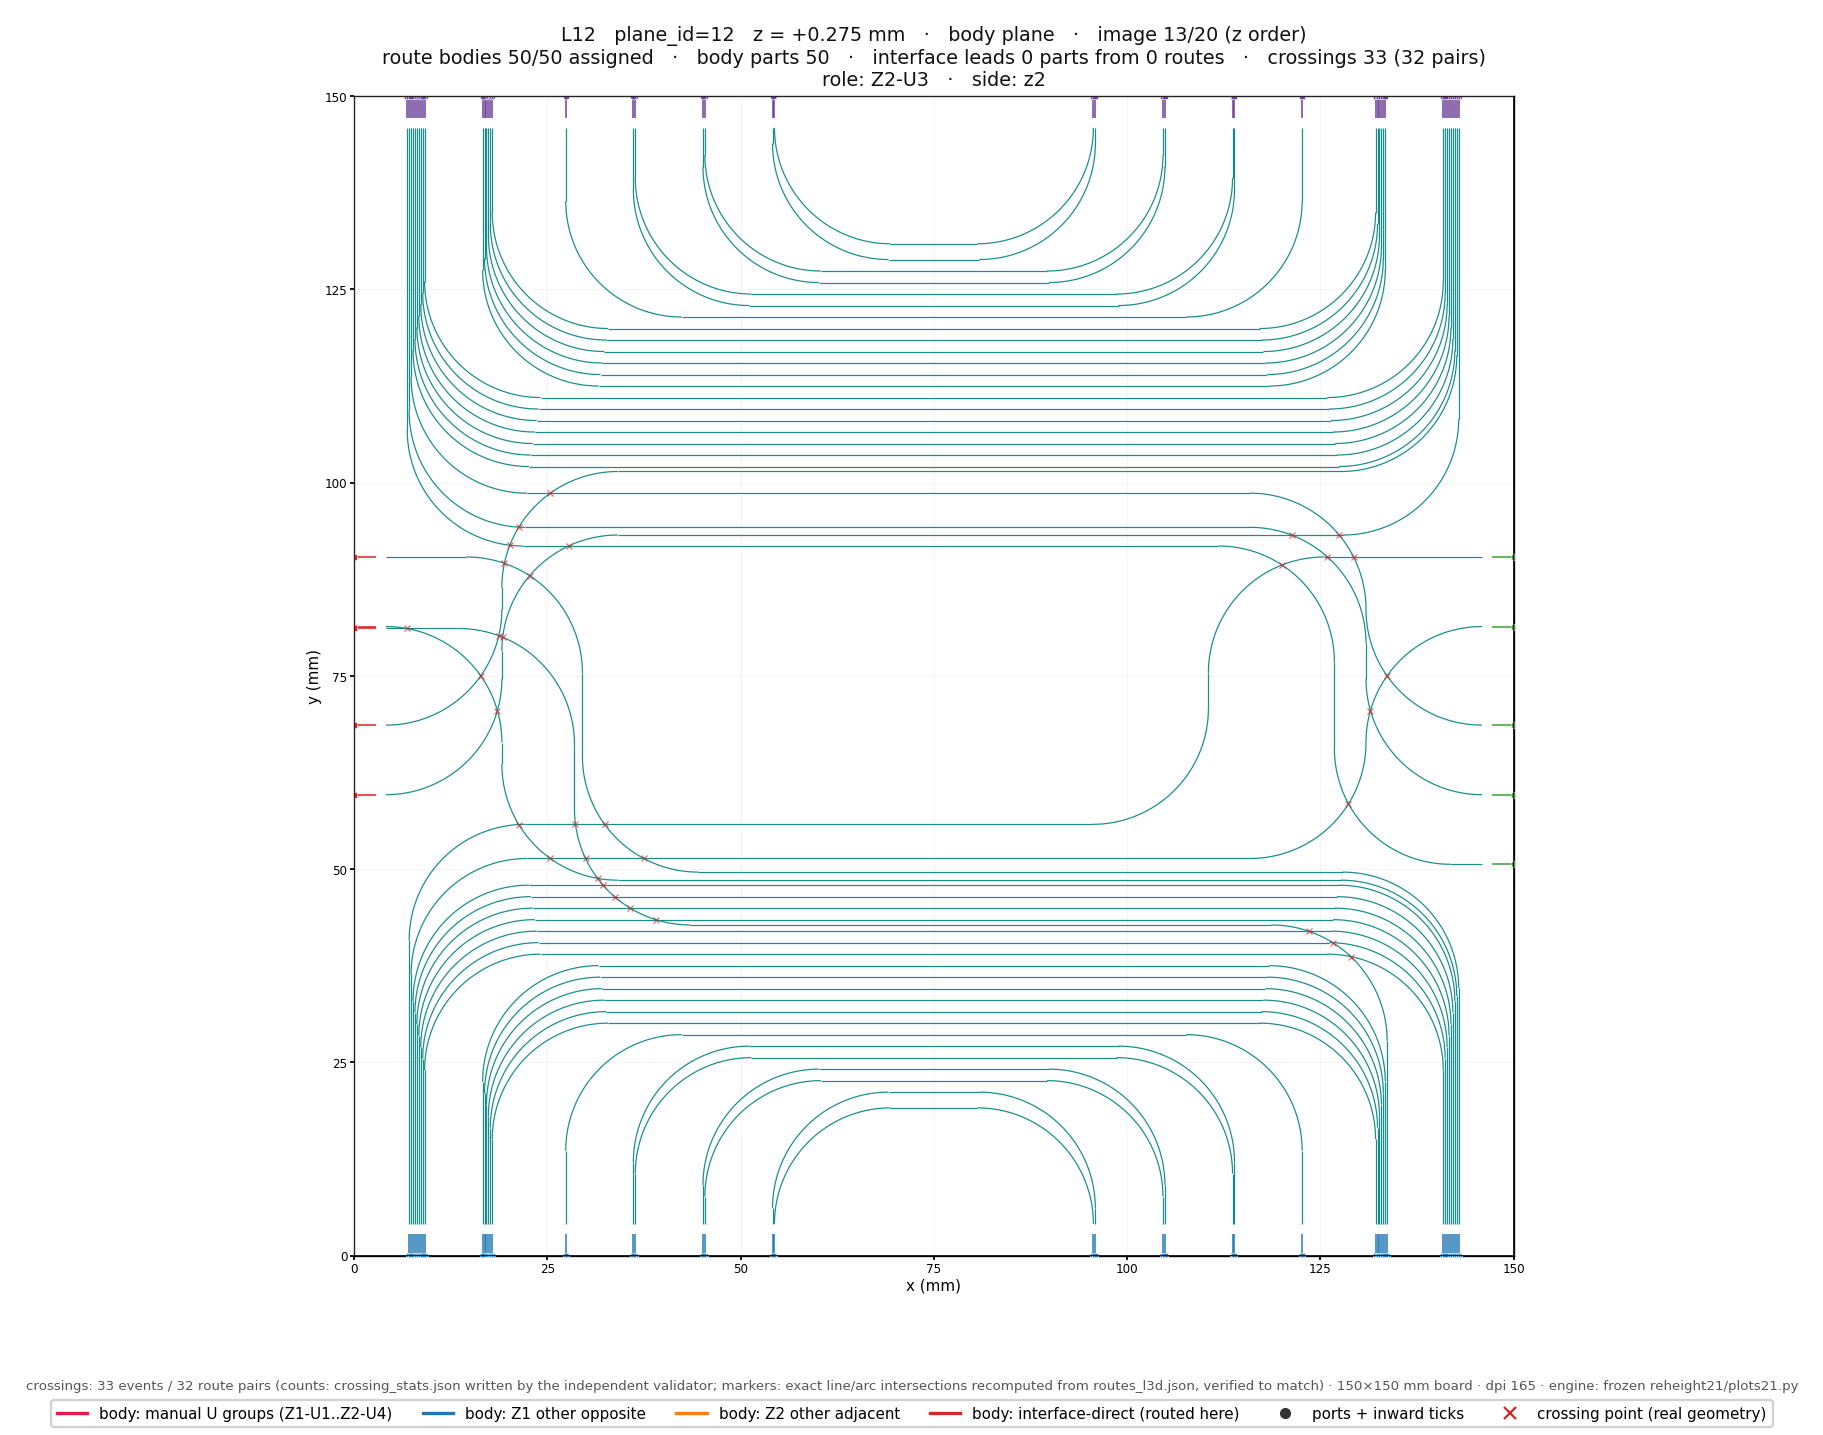 L12   plane_id=12   z = +0.275 mm   ·   body plane   ·   image 13/20 (z order)
route bodies 50/50 assigned   ·   body parts 50   ·   interface leads 0 parts from 0 routes   ·   crossings 33 (32 pairs)
role: Z2-U3   ·   side: z2
150
125
100
75
50
25
0
y (mm)
0 25 50 75 100 125 150
x (mm)
crossings: 33 events / 32 route pairs (counts: crossing_stats.json written by the independent validator; markers: exact line/arc intersections recomputed from routes_l3d.json, verified to match) · 150×150 mm board · dpi 165 · engine: frozen reheight21/plots21.py
body: manual U groups (Z1-U1..Z2-U4) body: Z1 other opposite body: Z2 other adjacent body: interface-direct (routed here) ports + inward ticks crossing point (real geometry)